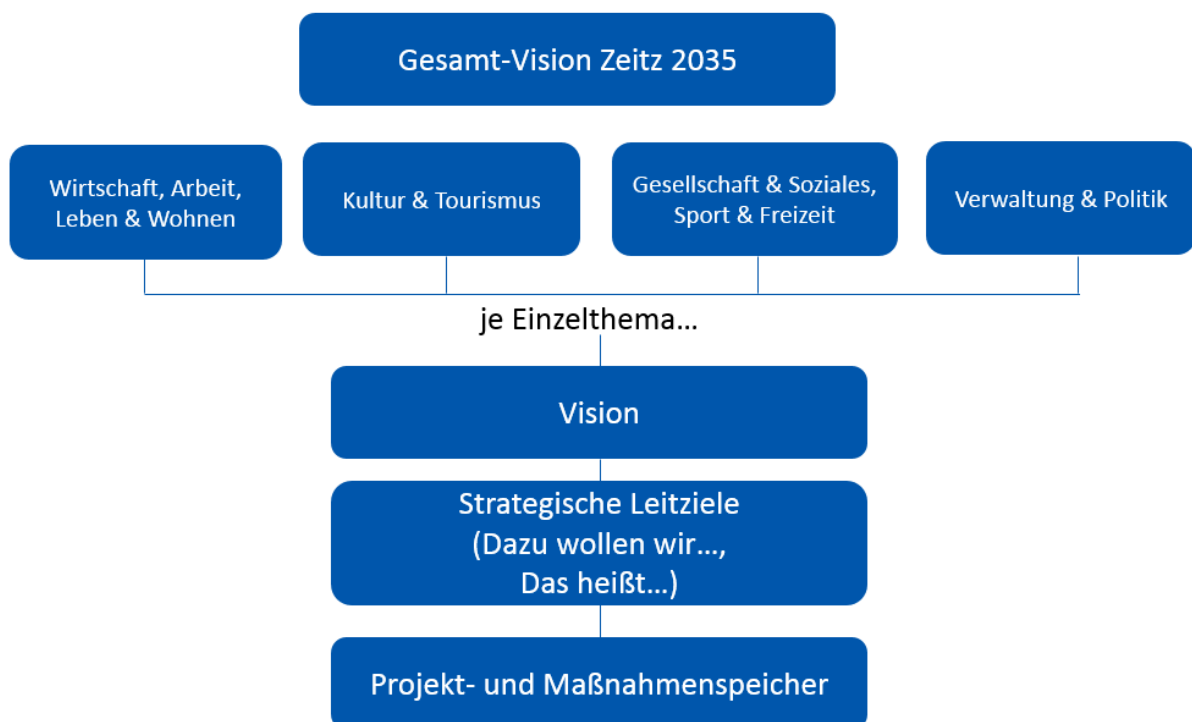 Gesamt-Vision Zeitz 2035
Wirtschaft, Arbeit,
Leben & Wohnen
Kultur & Tourismus
Gesellschaft & Soziales,
Sport & Freizeit
Verwaltung & Politik
je Einzelthema...
Vision
Strategische Leitziele
(Dazu wollen wir...,
Das heißt...)
Projekt- und Maßnahmenspeicher